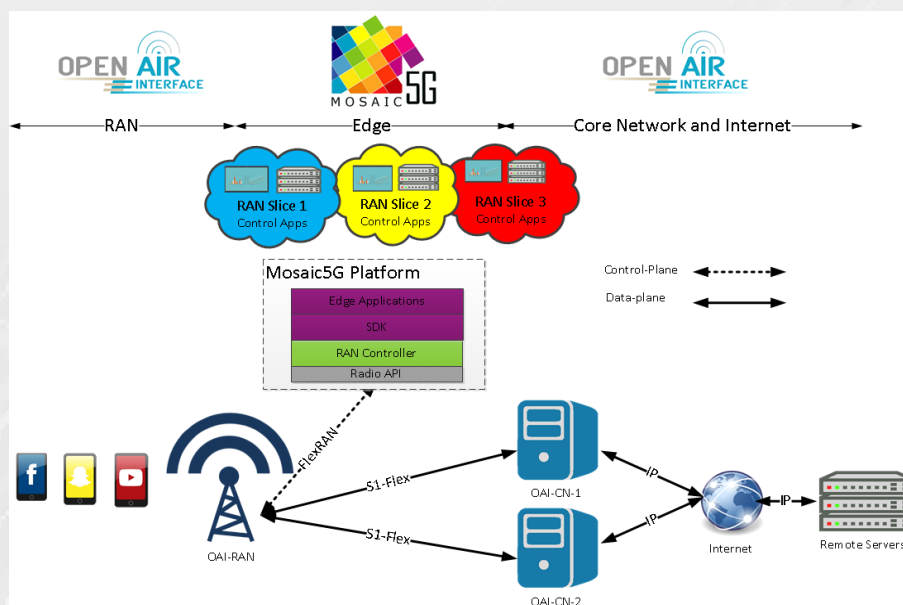 OPEN AIR
INTERFACE
MOSAIC 5G
OPEN AIR
INTERFACE
RAN
Edge
Core Network and Internet
RAN Slice 1
Control Apps
RAN Slice 2
Control Apps
RAN Slice 3
Control Apps
Mosaic5G Platform
Edge Applications
SDK
RAN Controller
Radio API
Control-Plane
Data-plane
FlexRAN
S1-Flex
S1-Flex
OAI-RAN
OAI-CN-1
OAI-CN-2
IP
IP
IP
Internet
Remote Servers